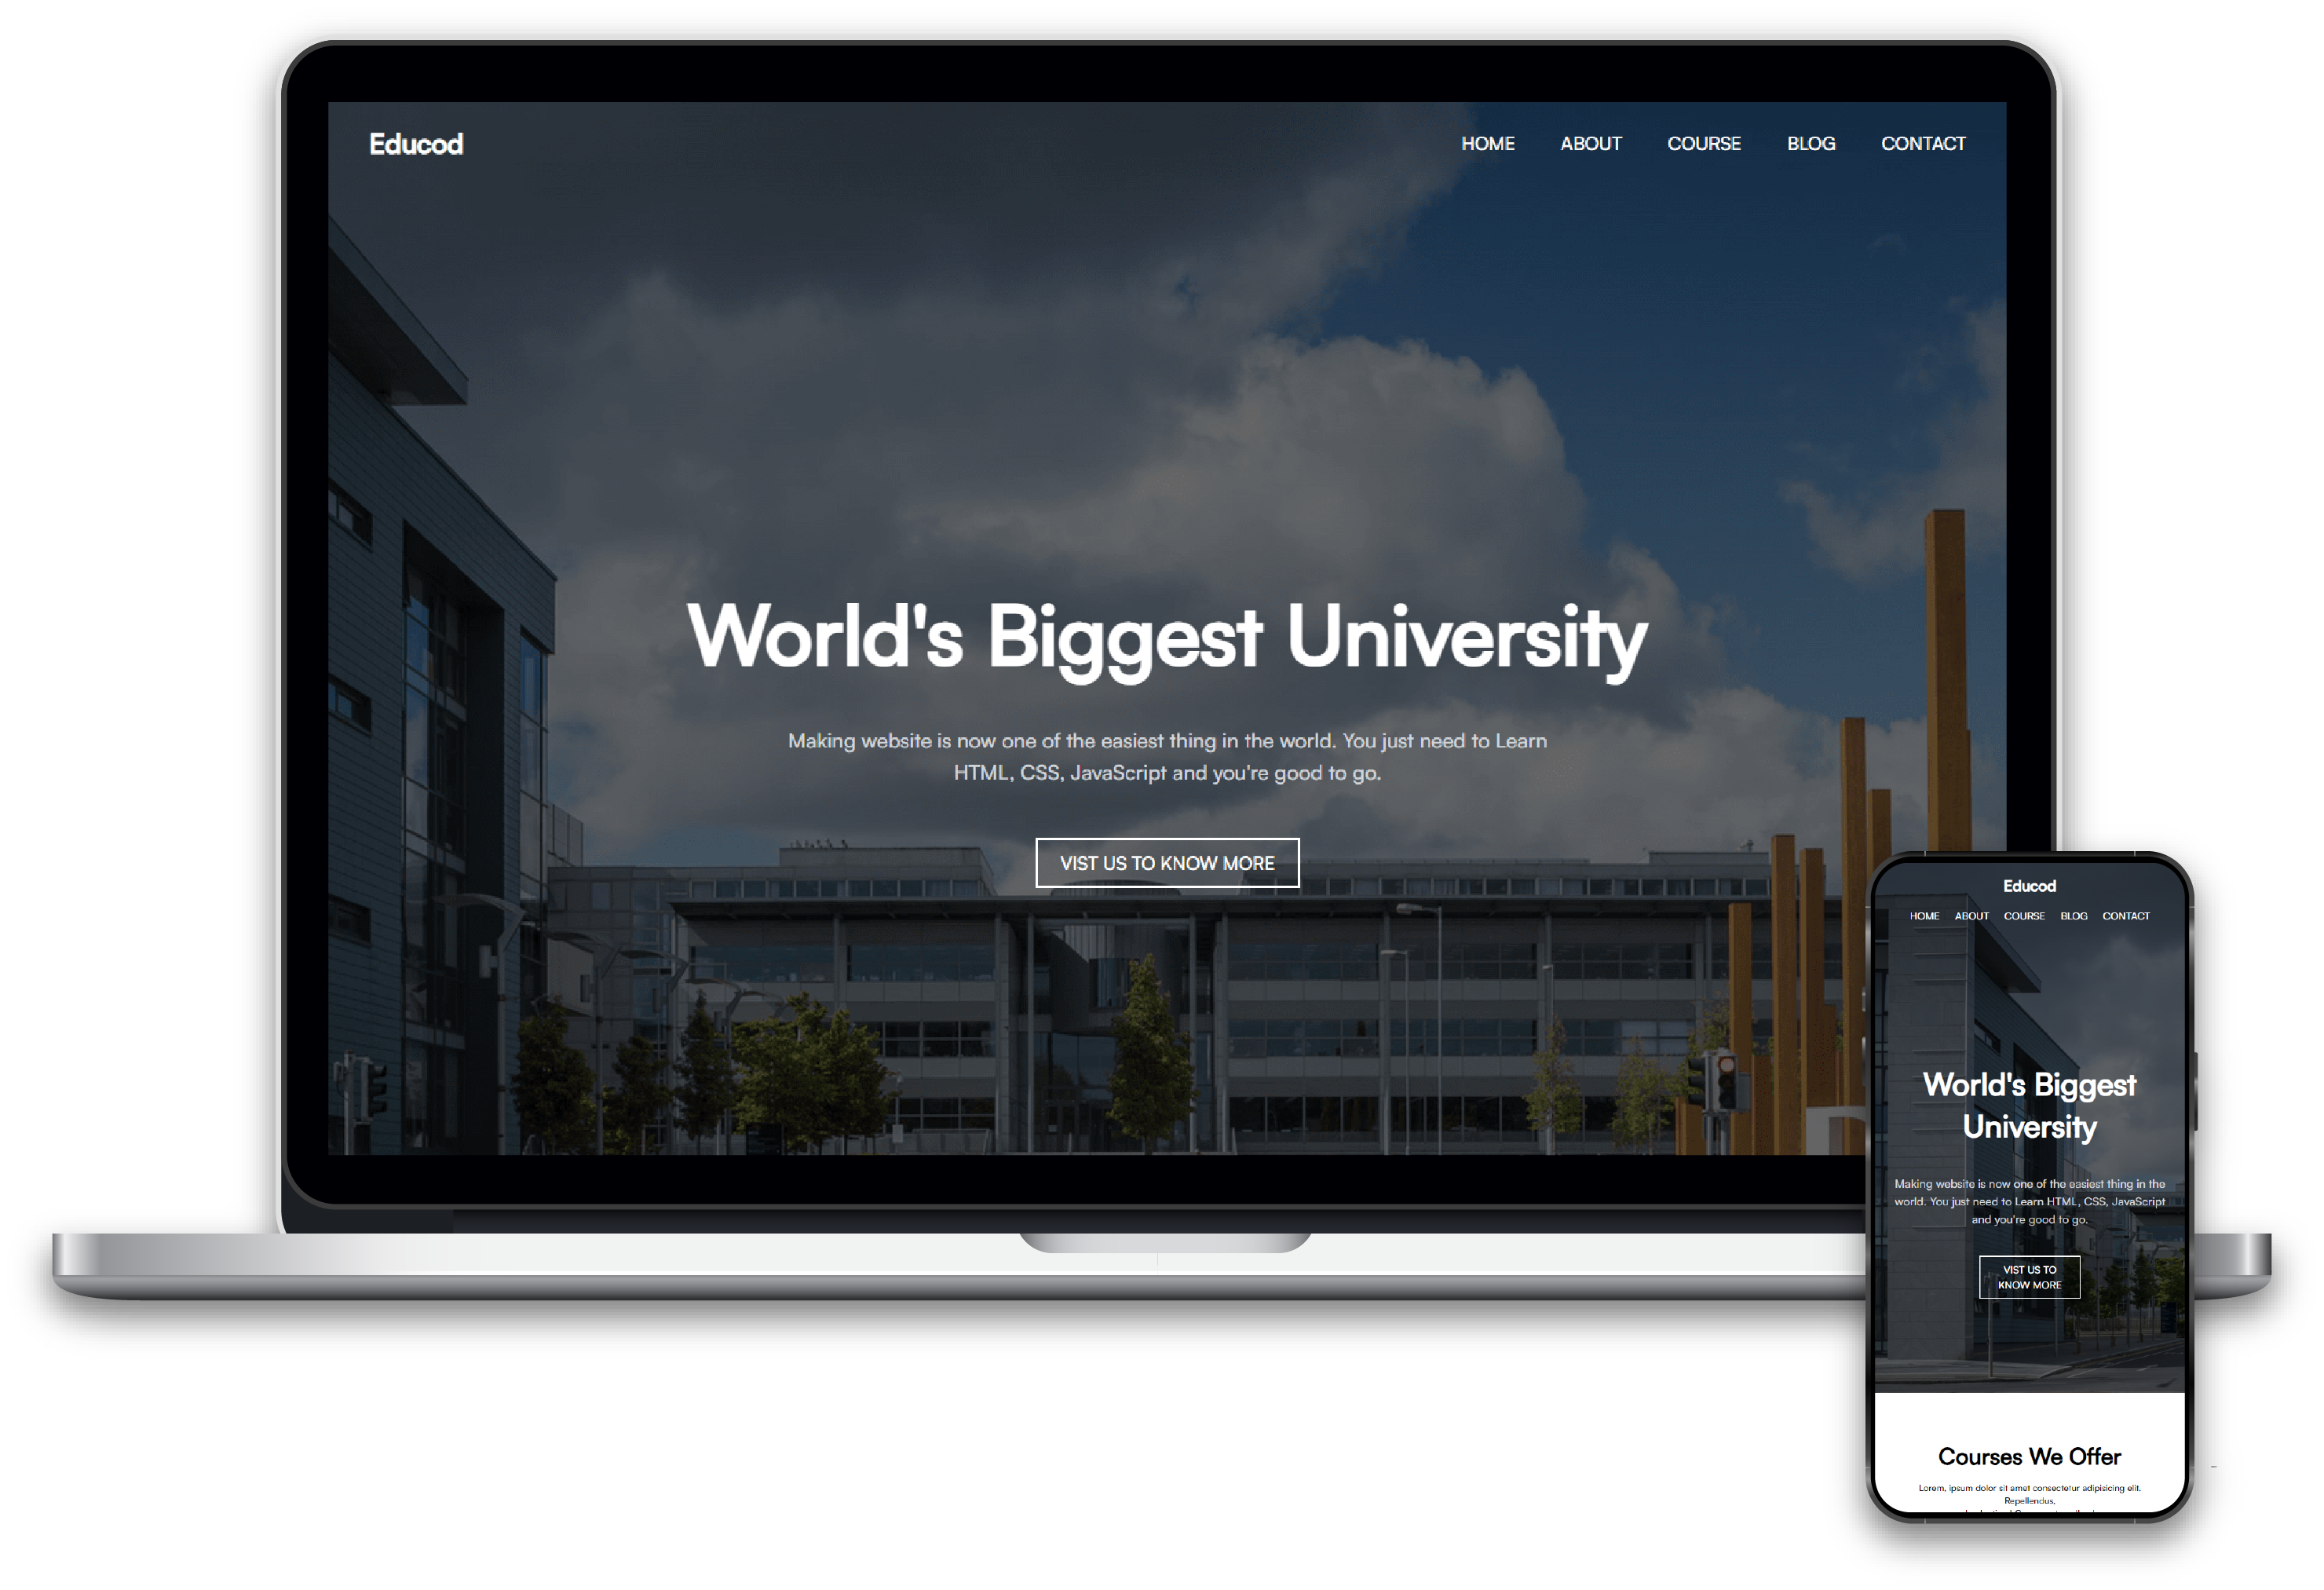 Educod
HOME ABOUT COURSE BLOG CONTACT
World's Biggest University
Making website is now one of the easiest thing in the world. You just need to Learn
HTML, CSS, JavaScript and you're good to go.
VIST US TO KNOW MORE
Educod
HOME ABOUT COURSE BLOG CONTACT
World's Biggest
University
Making website is now one of the easiest thing in the
world. You just need to Learn HTML, CSS, JavaScript
and you're good to go.
VIST US TO
KNOW MORE
Courses We Offer
Lorem, ipsum dolor sit amet consectetur adipisicing elit.
Repellendus,